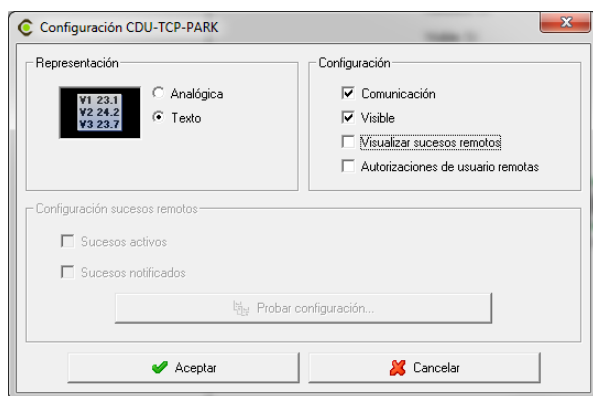 Configuración CDU-TCP-PARK
Representación
V1 23.1
V2 24.2
V3 23.7
Analógica
Texto
Configuración
Comunicación
Visible
Visualizar sucesos remotos
Autorizaciones de usuario remotas
Configuración sucesos remotos
Sucesos activos
Sucesos notificados
Probar configuración...
Aceptar
Cancelar